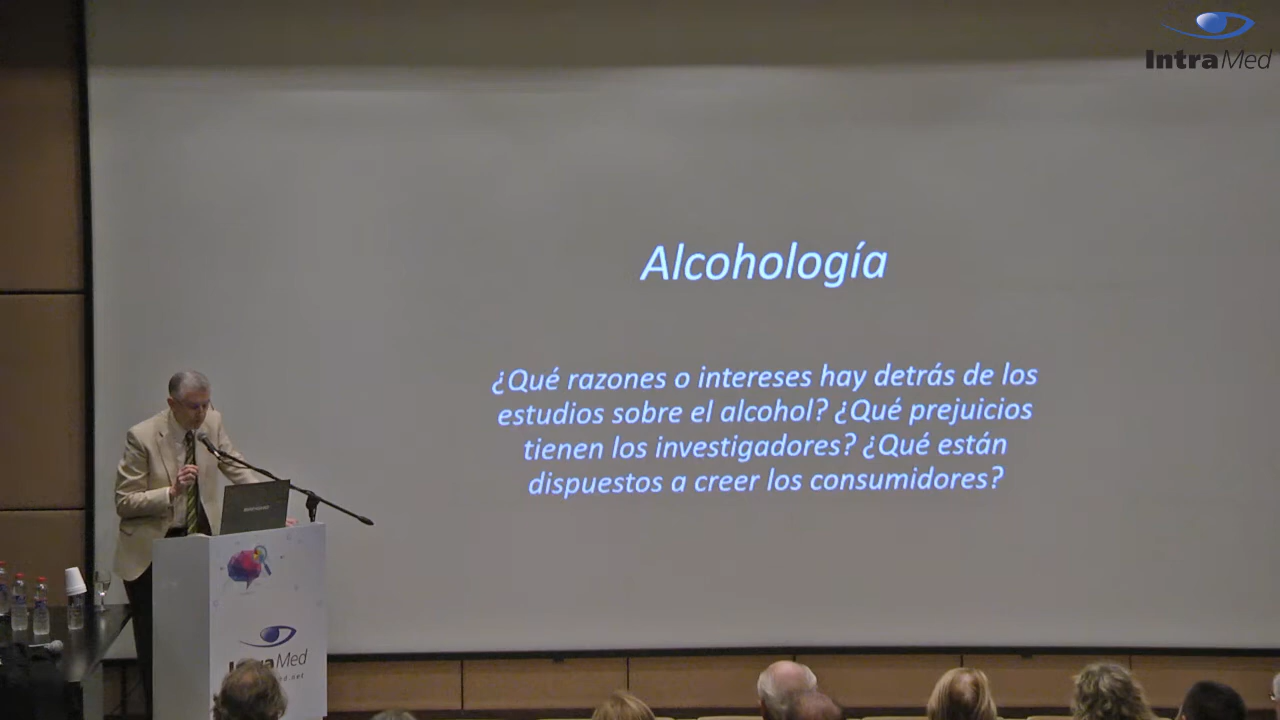 IntraMed
Alcohología
¿Qué razones o intereses hay detrás de los
estudios sobre el alcohol? ¿Qué prejuicios
tienen los investigadores? ¿Qué están
dispuestos a creer los consumidores?
IntraMed